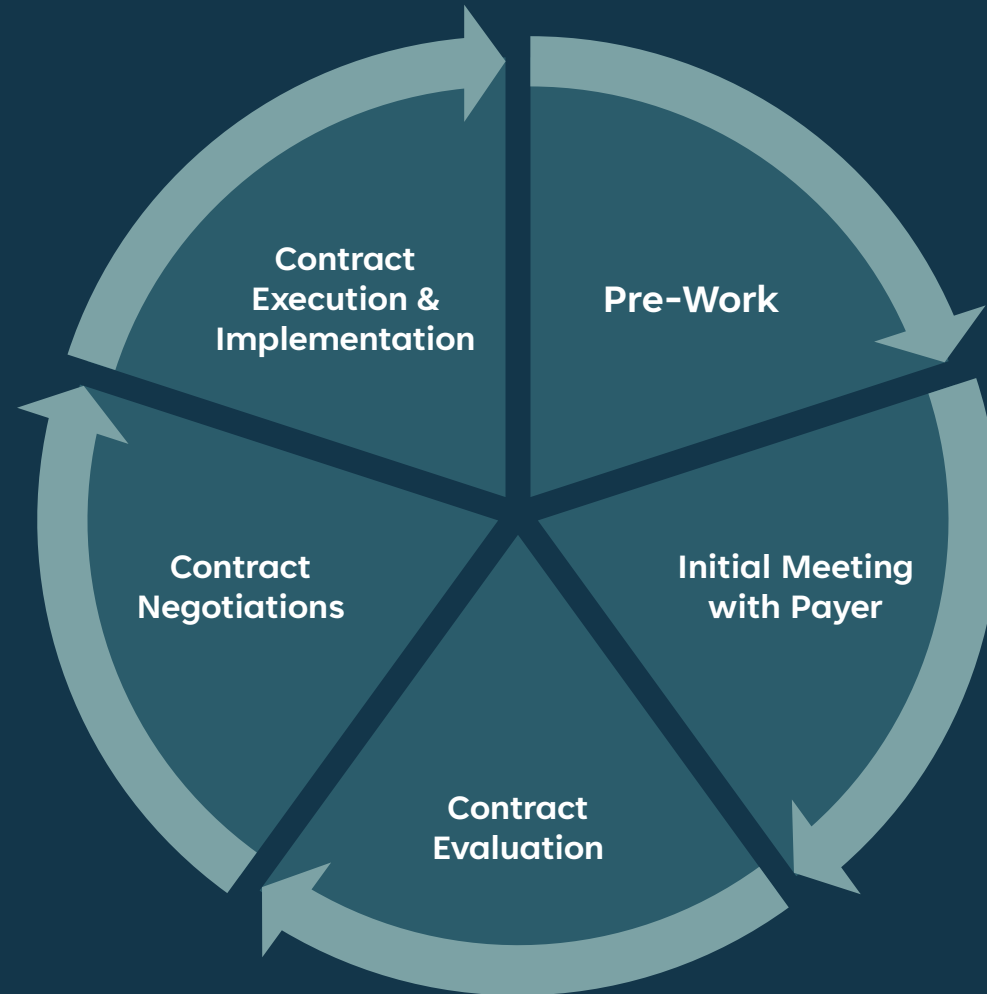 Contract
Execution &
Implementation
Pre-Work
Initial Meeting
with Payer
Contract
Evaluation
Contract
Negotiations